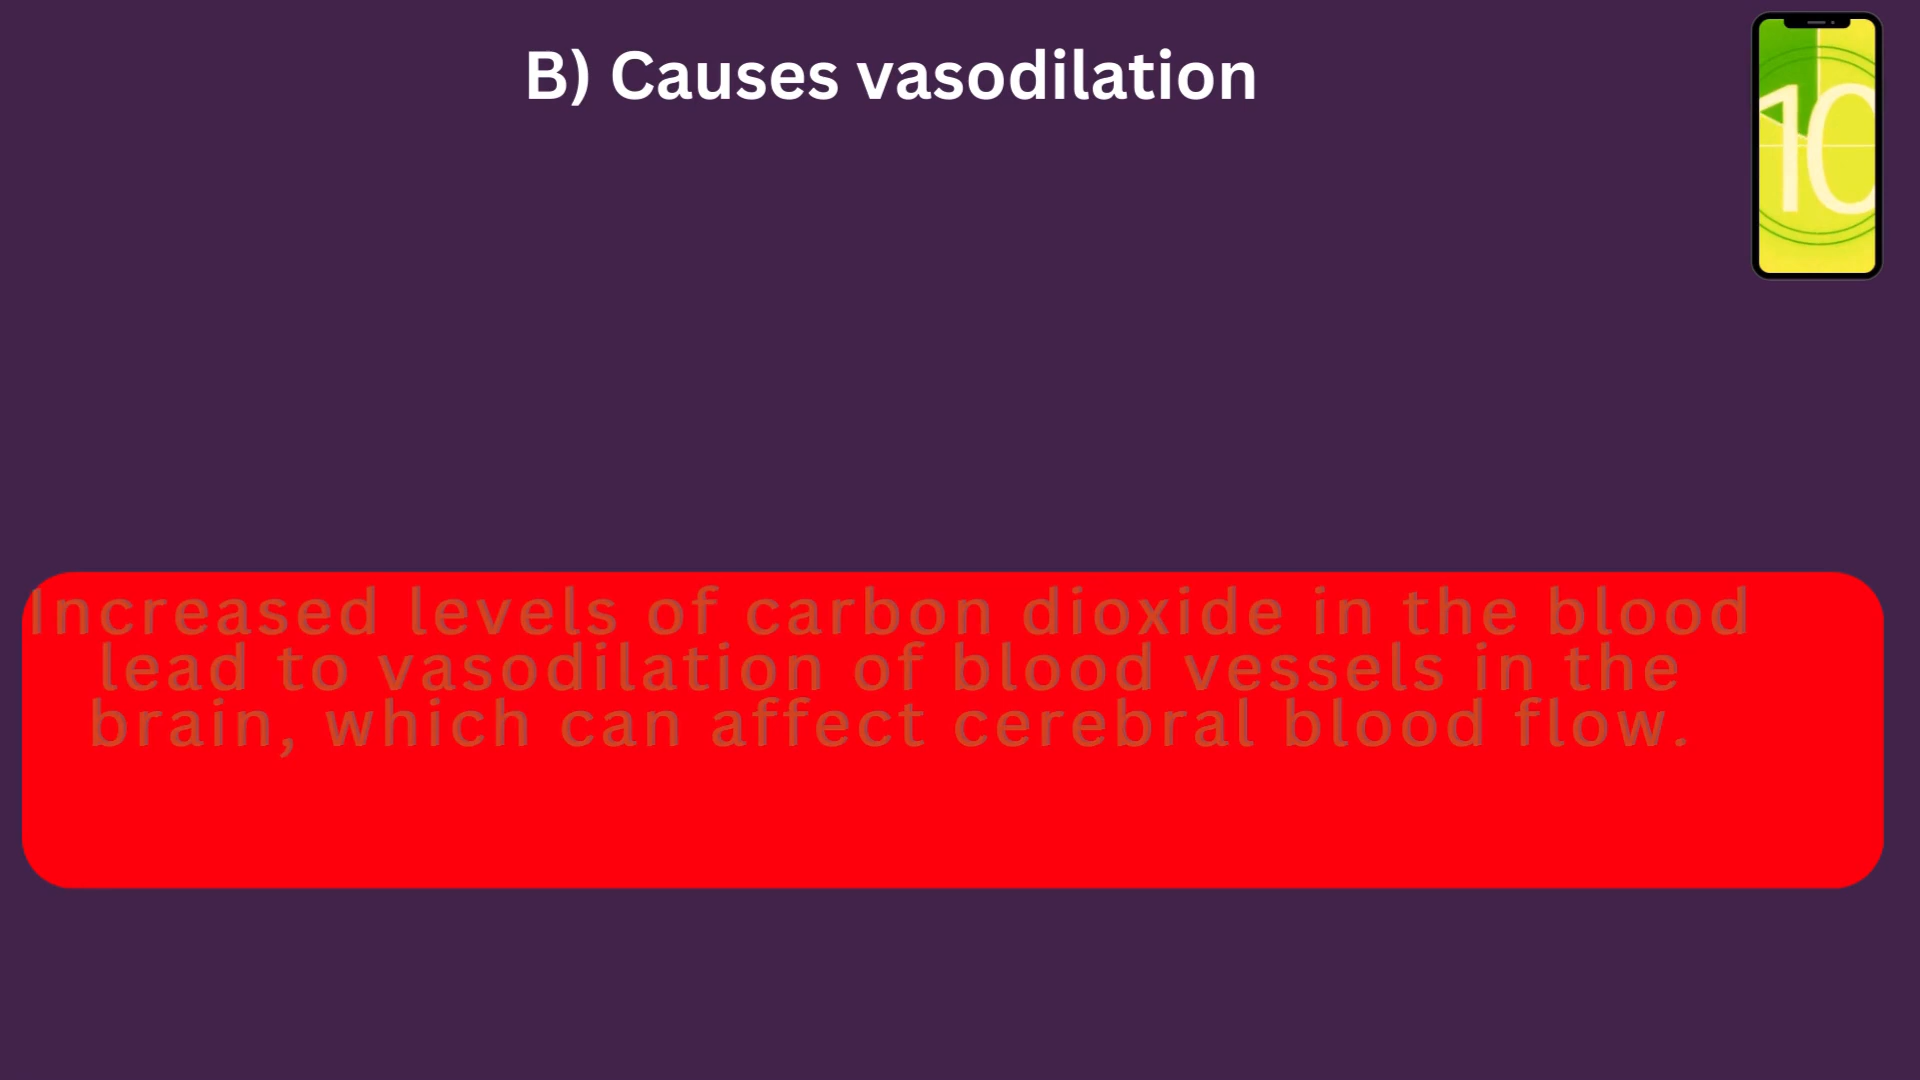 B) Causes vasodilation
10
Increased levels of carbon dioxide in the blood
lead to vasodilation of blood vessels in the
brain, which can affect cerebral blood flow.